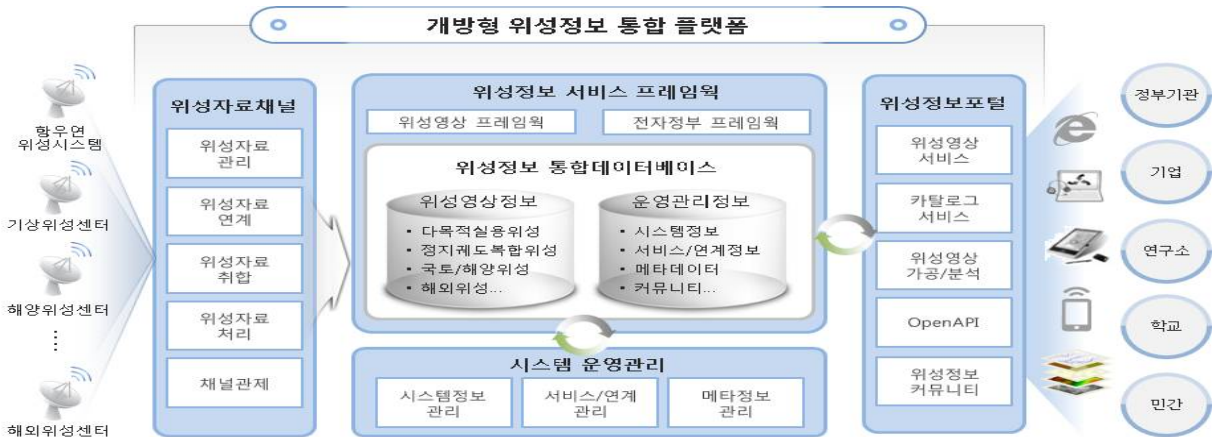 개방형 위성정보 통합 플랫폼
항우연
위성시스템
기상위성센터
해양위성센터
해외위성센터
위성자료채널
위성자료
관리
위성자료
연계
위성자료
취합
위성자료
처리
채널관제
위성정보 서비스 프레임웍
위성영상 프레임웍
전자정부 프레임웍
위성정보 통합데이터베이스
위성영상정보
• 다목적실용위성
• 정지궤도복합위성
• 국토/해양위성
• 해외위성...
운영관리정보
• 시스템정보
• 서비스/연계정보
• 메타데이터
• 커뮤니티...
시스템 운영관리
시스템정보
관리
서비스/연계
관리
메타정보
관리
위성정보포털
위성영상
서비스
카탈로그
서비스
위성영상
가공/분석
OpenAPI
위성정보
커뮤니티
정부기관
기업
연구소
학교
민간